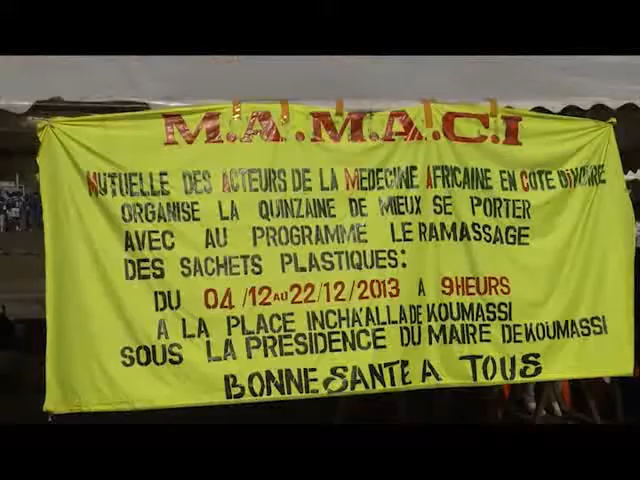 M.A.M.A.C.I
MUTUELLE DES ACTEURS DE LA MEDECINE AFRICAINE EN COTE DIVOIRE
ORGANISE LA QUINZAINE DE MIEUX SE PORTER
AVEC AU PROGRAMME LE RAMASSAGE
DES SACHETS PLASTIQUES:
DU 04/12 AU 22/12/2013 A 9HEURS
A LA PLACE INCHA'ALLA DE KOUMASSI
SOUS LA PRESIDENCE DU MAIRE DE KOUMASSI
BONNE SANTE A TOUS